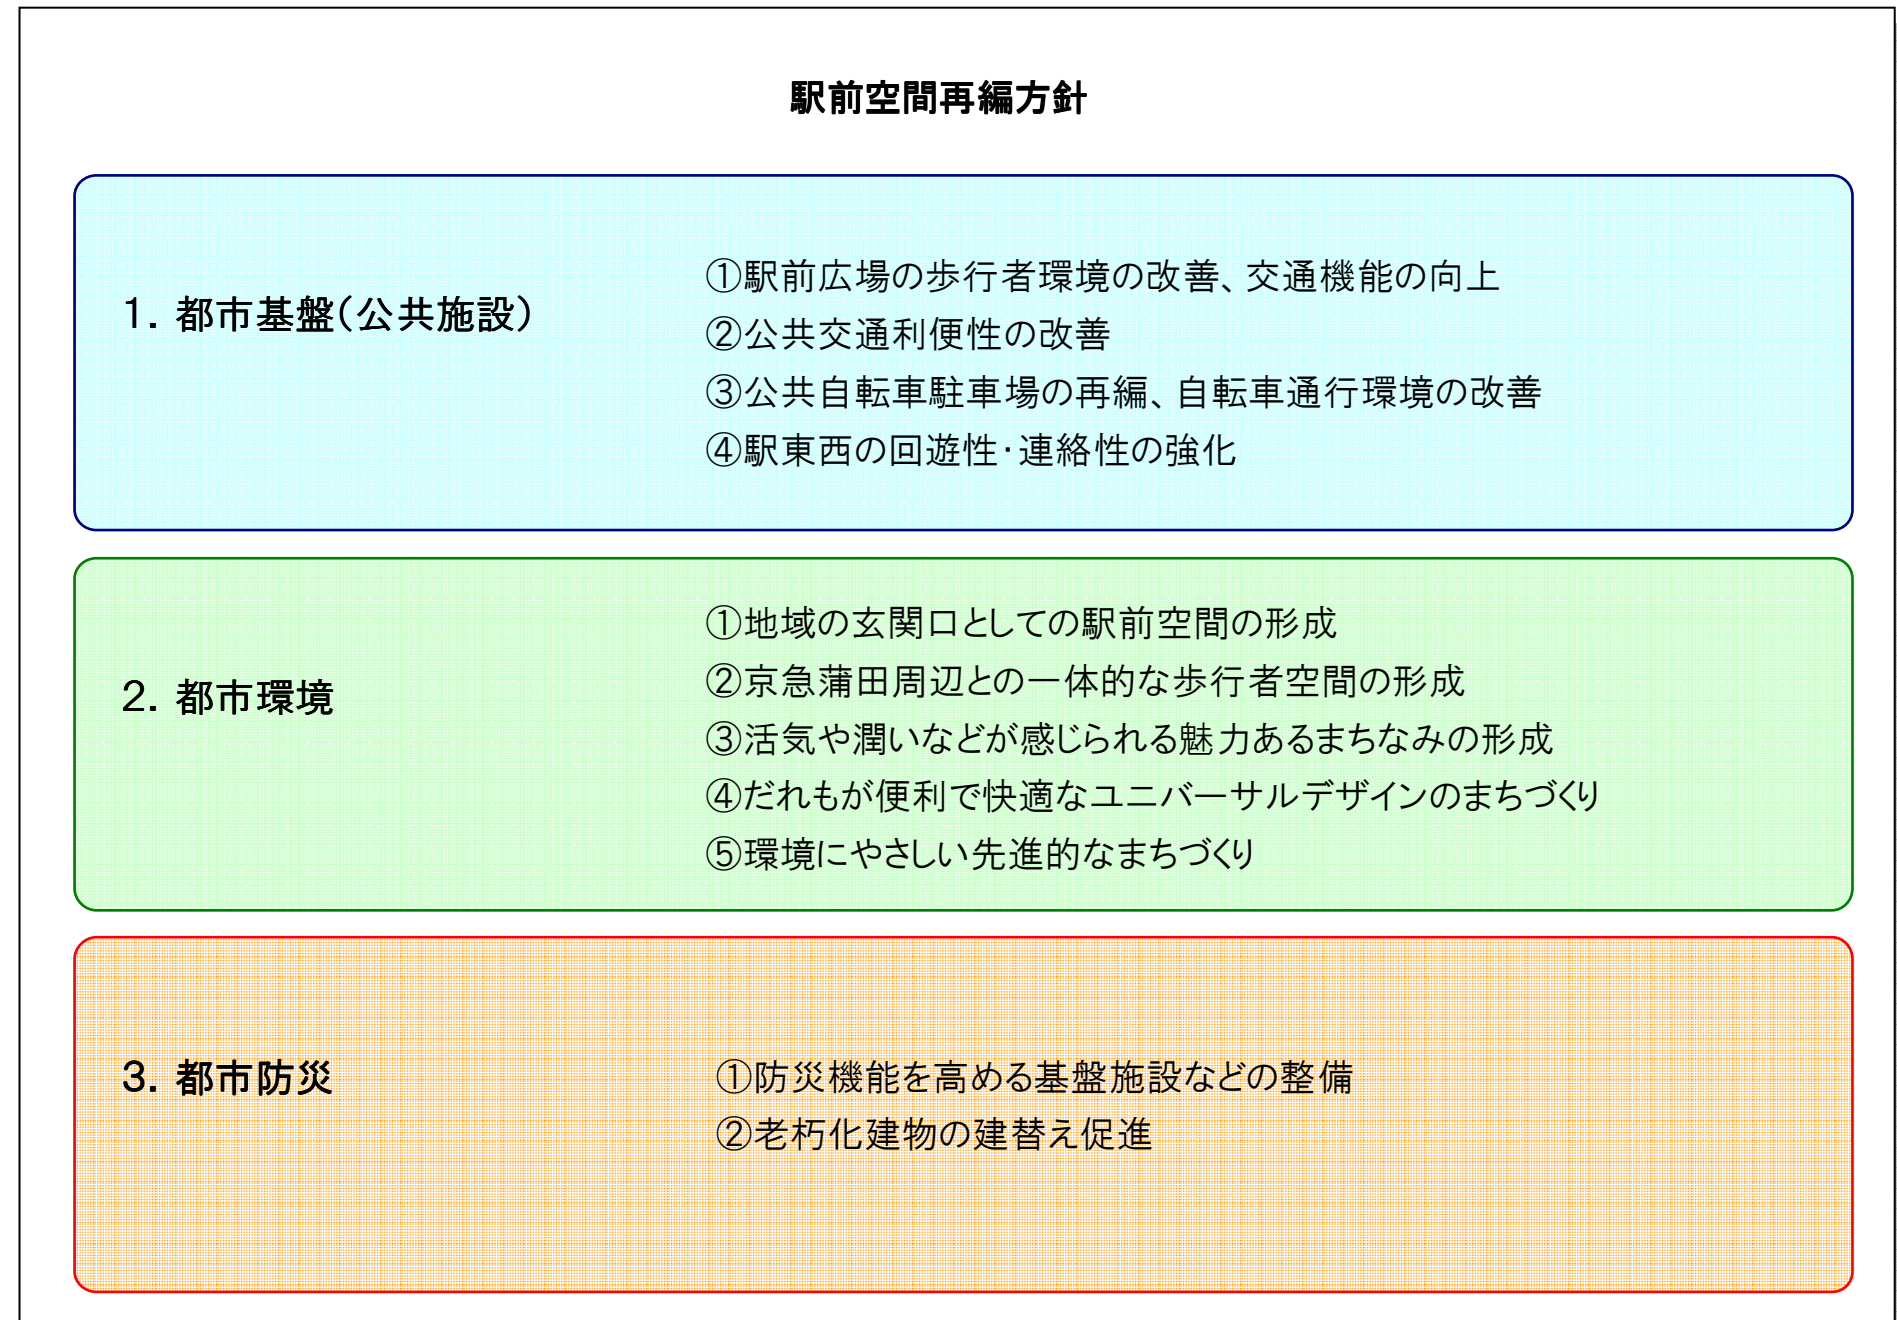 駅前空間再編方針
1. 都市基盤(公共施設)
①駅前広場の歩行者環境の改善、交通機能の向上
②公共交通利便性の改善
③公共自転車駐車場の再編、自転車通行環境の改善
④駅東西の回遊性・連絡性の強化
2. 都市環境
①地域の玄関口としての駅前空間の形成
②京急蒲田周辺との一体的な歩行者空間の形成
③活気や潤いなどが感じられる魅力あるまちなみの形成
④だれもが便利で快適なユニバーサルデザインのまちづくり
⑤環境にやさしい先進的なまちづくり
3. 都市防災
①防災機能を高める基盤施設などの整備
②老朽化建物の建替え促進